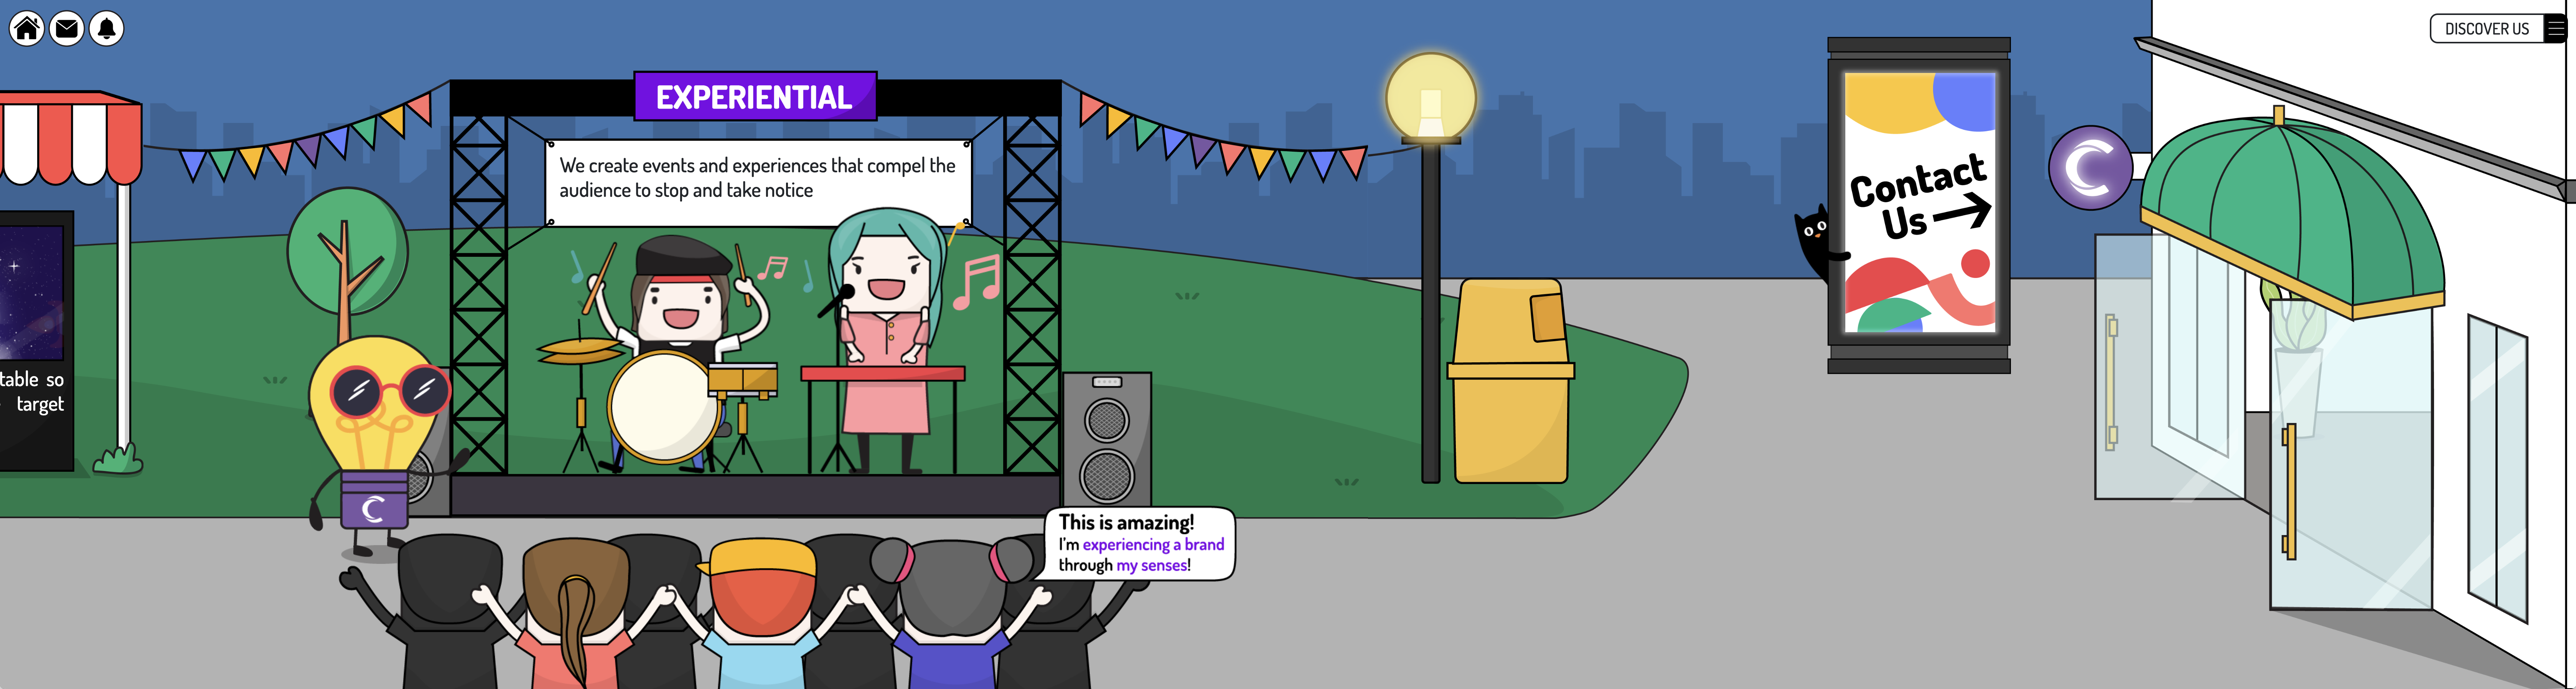 DISCOVER US
EXPERIENTIAL
We create events and experiences that compel the
audience to stop and take notice
Contact
Us
table so
target
This is amazing!
I'm experiencing a brand
through my senses!